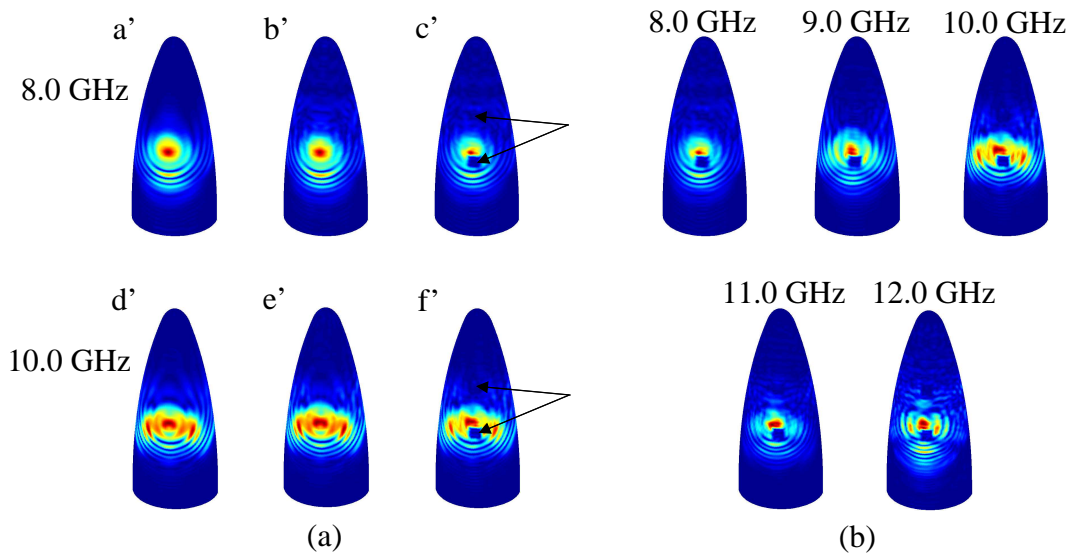 a’ b’ c’
8.0 GHz
d’ e’ f’
10.0 GHz
(a)
8.0 GHz 9.0 GHz 10.0 GHz
11.0 GHz 12.0 GHz
(b)